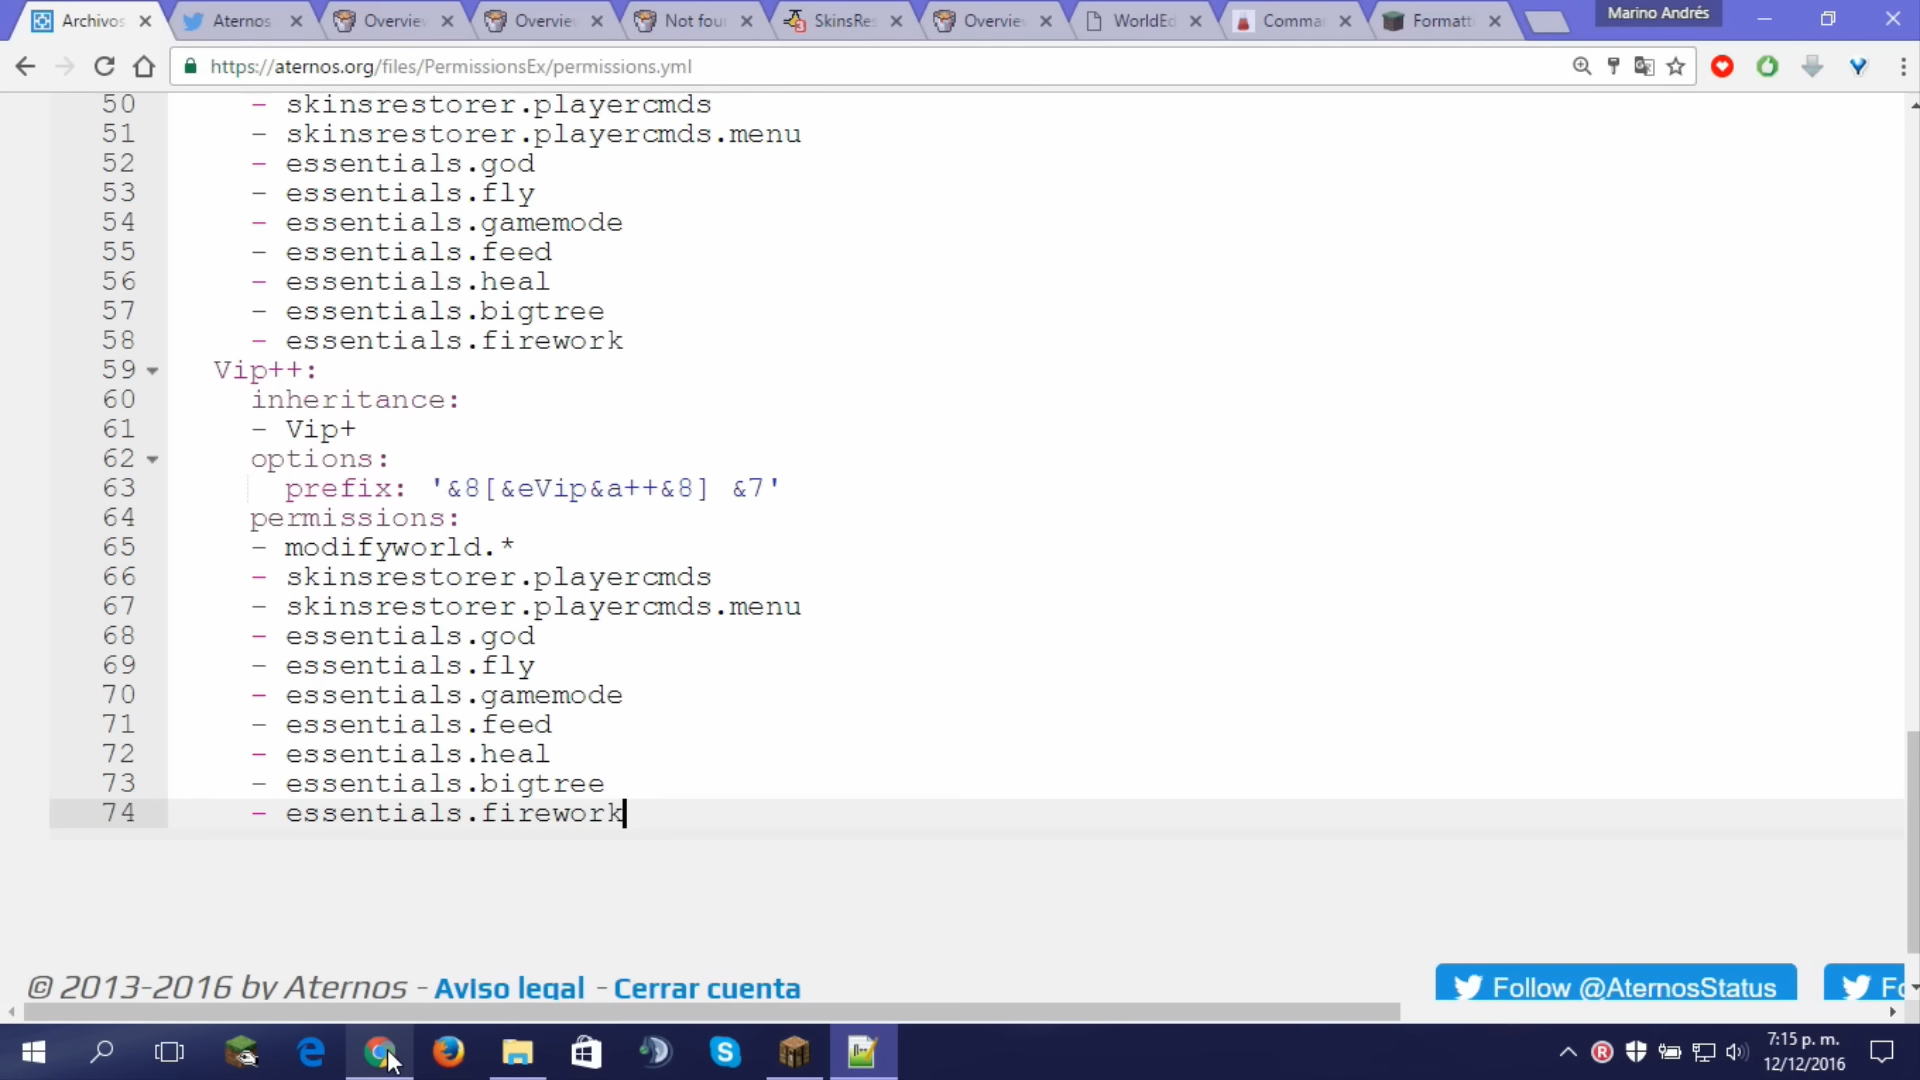 Archivos
Aternos
Overvie
Overvie
Not fou
SkinsRe
Overvie
WorldEd
Comma
Formatt
Marino Andrés
https://aternos.org/files/PermissionsEx/permissions.yml
50 - skinsrestorer.playercmds
51 - skinsrestorer.playercmds.menu
52 - essentials.god
53 - essentials.fly
54 - essentials.gamemode
55 - essentials.feed
56 - essentials.heal
57 - essentials.bigtree
58 - essentials.firework
59 Vip++:
60 inheritance:
61 - Vip+
62 options:
63 prefix: '&8[&eVip&a++&8] &7'
64 permissions:
65 - modifyworld.*
66 - skinsrestorer.playercmds
67 - skinsrestorer.playercmds.menu
68 - essentials.god
69 - essentials.fly
70 - essentials.gamemode
71 - essentials.feed
72 - essentials.heal
73 - essentials.bigtree
74 - essentials.firework
© 2013-2016 by Aternos - Aviso legal - Cerrar cuenta
Follow @AternosStatus
Fo
7:15 p. m.
12/12/2016